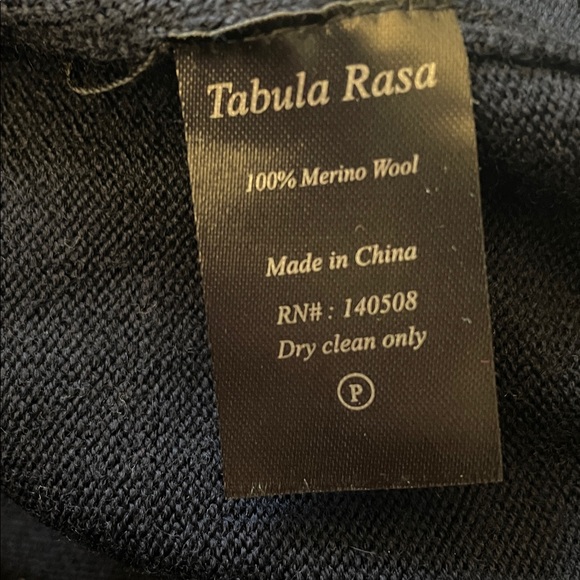 Tabula Rasa
100% Merino Wool
Made in China
RN# : 140508
Dry clean only
P